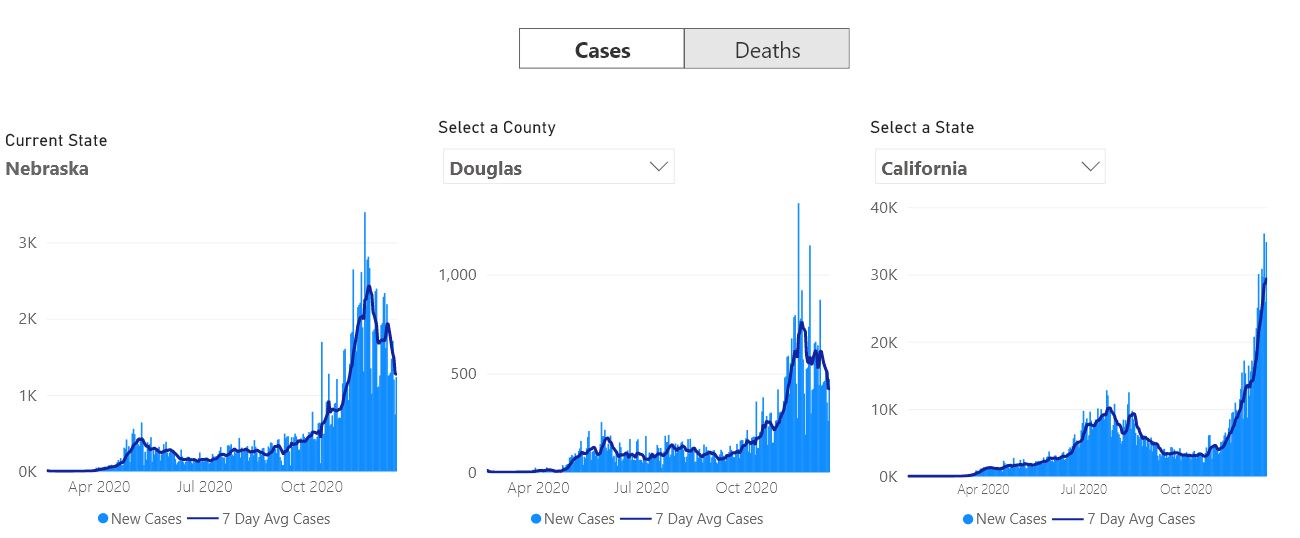 Cases Deaths
Current State
Nebraska
3K
2K
1K
0K
Apr 2020 Jul 2020 Oct 2020
New Cases 7 Day Avg Cases
Select a County
Douglas
1,000
500
0
Apr 2020 Jul 2020 Oct 2020
New Cases 7 Day Avg Cases
Select a State
California
40K
30K
20K
10K
0K
Apr 2020 Jul 2020 Oct 2020
New Cases 7 Day Avg Cases